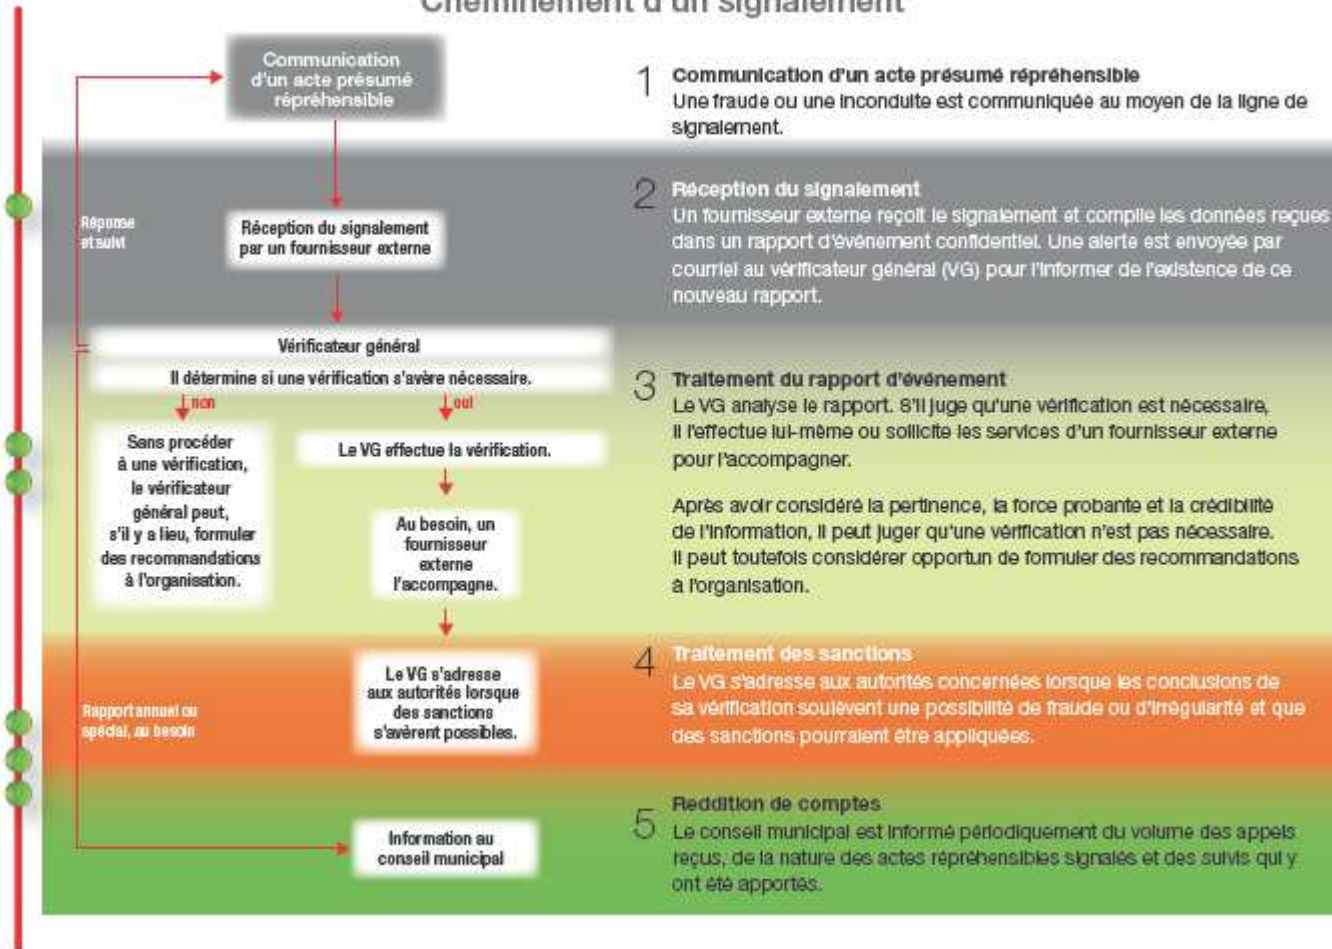 Cheminement d'un signalement
Communication
d'un acte présumé
répréhensible
1 Communication d'un acte présumé répréhensible
Une fraude ou une inconduite est communiquée au moyen de la ligne de
signalement.
Réponse
et suivi
Réception du signalement
par un fournisseur externe
2 Réception du signalement
Un fournisseur externe reçoit le signalement et compile les données reçues
dans un rapport d'événement confidentiel. Une alerte est envoyée par
courriel au vérificateur général (VG) pour l'informer de l'existence de ce
nouveau rapport.
Vérificateur général
Il détermine si une vérification s'avère nécessaire.
non
oui
Sans procéder
à une vérification,
le vérificateur
général peut,
s'il y a lieu, formuler
des recommandations
à l'organisation.
Le VG effectue la vérification.
Au besoin, un
fournisseur
externe
l'accompagne.
3 Traitement du rapport d'événement
Le VG analyse le rapport. S'il juge qu'une vérification est nécessaire,
il l'effectue lui-même ou sollicite les services d'un fournisseur externe
pour l'accompagner.
Après avoir considéré la pertinence, la force probante et la crédibilité
de l'information, il peut juger qu'une vérification n'est pas nécessaire.
Il peut toutefois considérer opportun de formuler des recommandations
à l'organisation.
Rapport annuel ou
spécial, au besoin
Le VG s'adresse
aux autorités lorsque
des sanctions
s'avèrent possibles.
4 Traitement des sanctions
Le VG s'adresse aux autorités concernées lorsque les conclusions de
sa vérification soulèvent une possibilité de fraude ou d'irrégularité et que
des sanctions pourraient être appliquées.
Information au
conseil municipal
5 Reddition de comptes
Le conseil municipal est informé périodiquement du volume des appels
reçus, de la nature des actes répréhensibles signalés et des suivis qui y
ont été apportés.